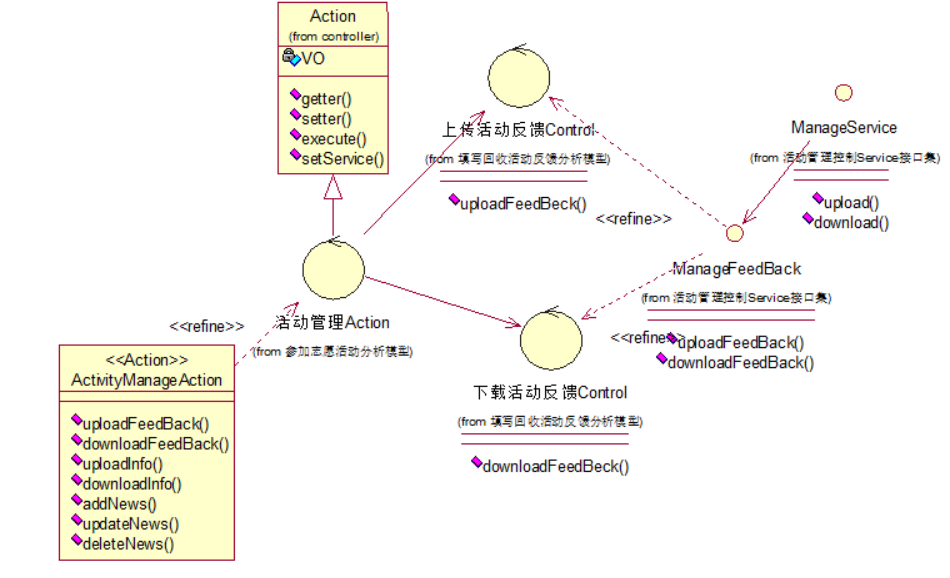 Action
(from controller)
VO
getter()
setter()
execute()
setService()
上传活动反馈Control
(from 填写回收活动反馈分析模型)
uploadFeedBeck()
ManageService
(from 活动管理控制Service接口集)
upload()
download()
<<refine>>
ManageFeedBack
(from 活动管理控制Service接口集)
uploadFeedBack()
downloadFeedBack()
<<refine>>
活动管理Action
(from 参加志愿活动分析模型)
<<refine>>
下载活动反馈Control
(from 填写回收活动反馈分析模型)
downloadFeedBeck()
<<Action>>
ActivityManageAction
uploadFeedBack()
downloadFeedBack()
uploadInfo()
downloadInfo()
addNews()
updateNews()
deleteNews()